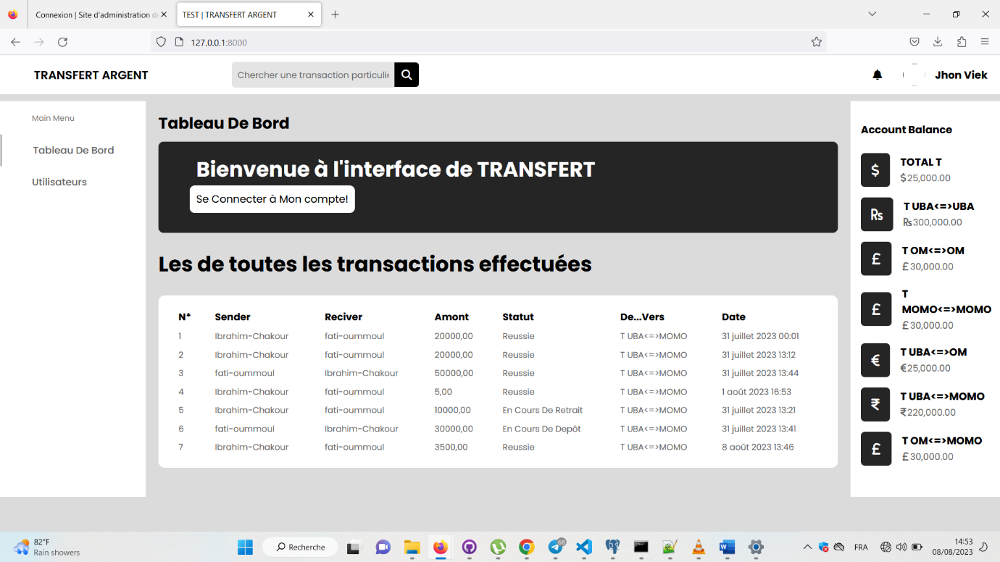 Connexion | Site d'administration de
TEST | TRANSFERT ARGENT
127.0.0.1:8000
TRANSFERT ARGENT
Chercher une transaction particuliè
Jhon Viek
Main Menu
Tableau De Bord
Utilisateurs
Tableau De Bord
Bienvenue à l'interface de TRANSFERT
Se Connecter à Mon compte!
Les de toutes les transactions effectuées
N* Sender Reciver Amont Statut De...Vers Date
1 Ibrahim-Chakour fati-oummoul 20000,00 Reussie T UBA<=>MOMO 31 juillet 2023 00:01
2 Ibrahim-Chakour fati-oummoul 20000,00 Reussie T UBA<=>MOMO 31 juillet 2023 13:12
3 fati-oummoul Ibrahim-Chakour 50000,00 Reussie T UBA<=>MOMO 31 juillet 2023 13:44
4 Ibrahim-Chakour fati-oummoul 5,00 Reussie T UBA<=>MOMO 1 août 2023 16:53
5 Ibrahim-Chakour fati-oummoul 10000,00 En Cours De Retrait T UBA<=>MOMO 31 juillet 2023 13:21
6 fati-oummoul Ibrahim-Chakour 30000,00 En Cours De Depôt T UBA<=>MOMO 31 juillet 2023 13:41
7 Ibrahim-Chakour fati-oummoul 3500,00 Reussie T UBA<=>MOMO 8 août 2023 13:46
Account Balance
$
TOTAL T
$25,000.00
₨
T UBA<=>UBA
₨300,000.00
£
T OM<=>OM
£30,000.00
£
T
MOMO<=>MOMO
£30,000.00
€
T UBA<=>OM
€25,000.00
₹
T UBA<=>MOMO
₹220,000.00
£
T OM<=>MOMO
£30,000.00
82°F
Rain showers
Recherche
68
FRA
14:53
08/08/2023